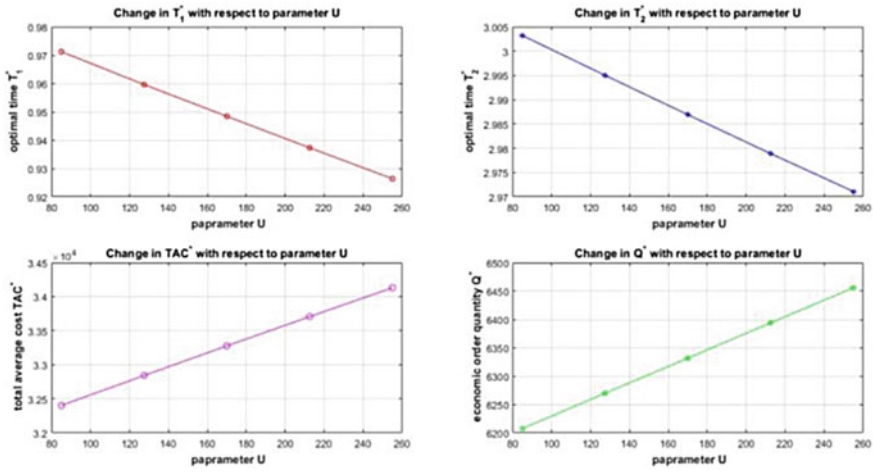 Change in T₁* with respect to parameter U
optimal time T₁*
0.98
0.97
0.96
0.95
0.94
0.93
0.92
80 100 120 140 160 180 200 220 240 260
paprameter U
Change in T₂* with respect to parameter U
optimal time T₂*
3.005
3
2.995
2.99
2.985
2.98
2.975
2.97
80 100 120 140 160 180 200 220 240 260
paprameter U
Change in TAC* with respect to parameter U
× 10⁴
total average cost TAC*
3.45
3.4
3.35
3.3
3.25
3.2
80 100 120 140 160 180 200 220 240 260
paprameter U
Change in Q* with respect to parameter U
economic order quantity Q*
6500
6450
6400
6350
6300
6250
6200
80 100 120 140 160 180 200 220 240 260
paprameter U